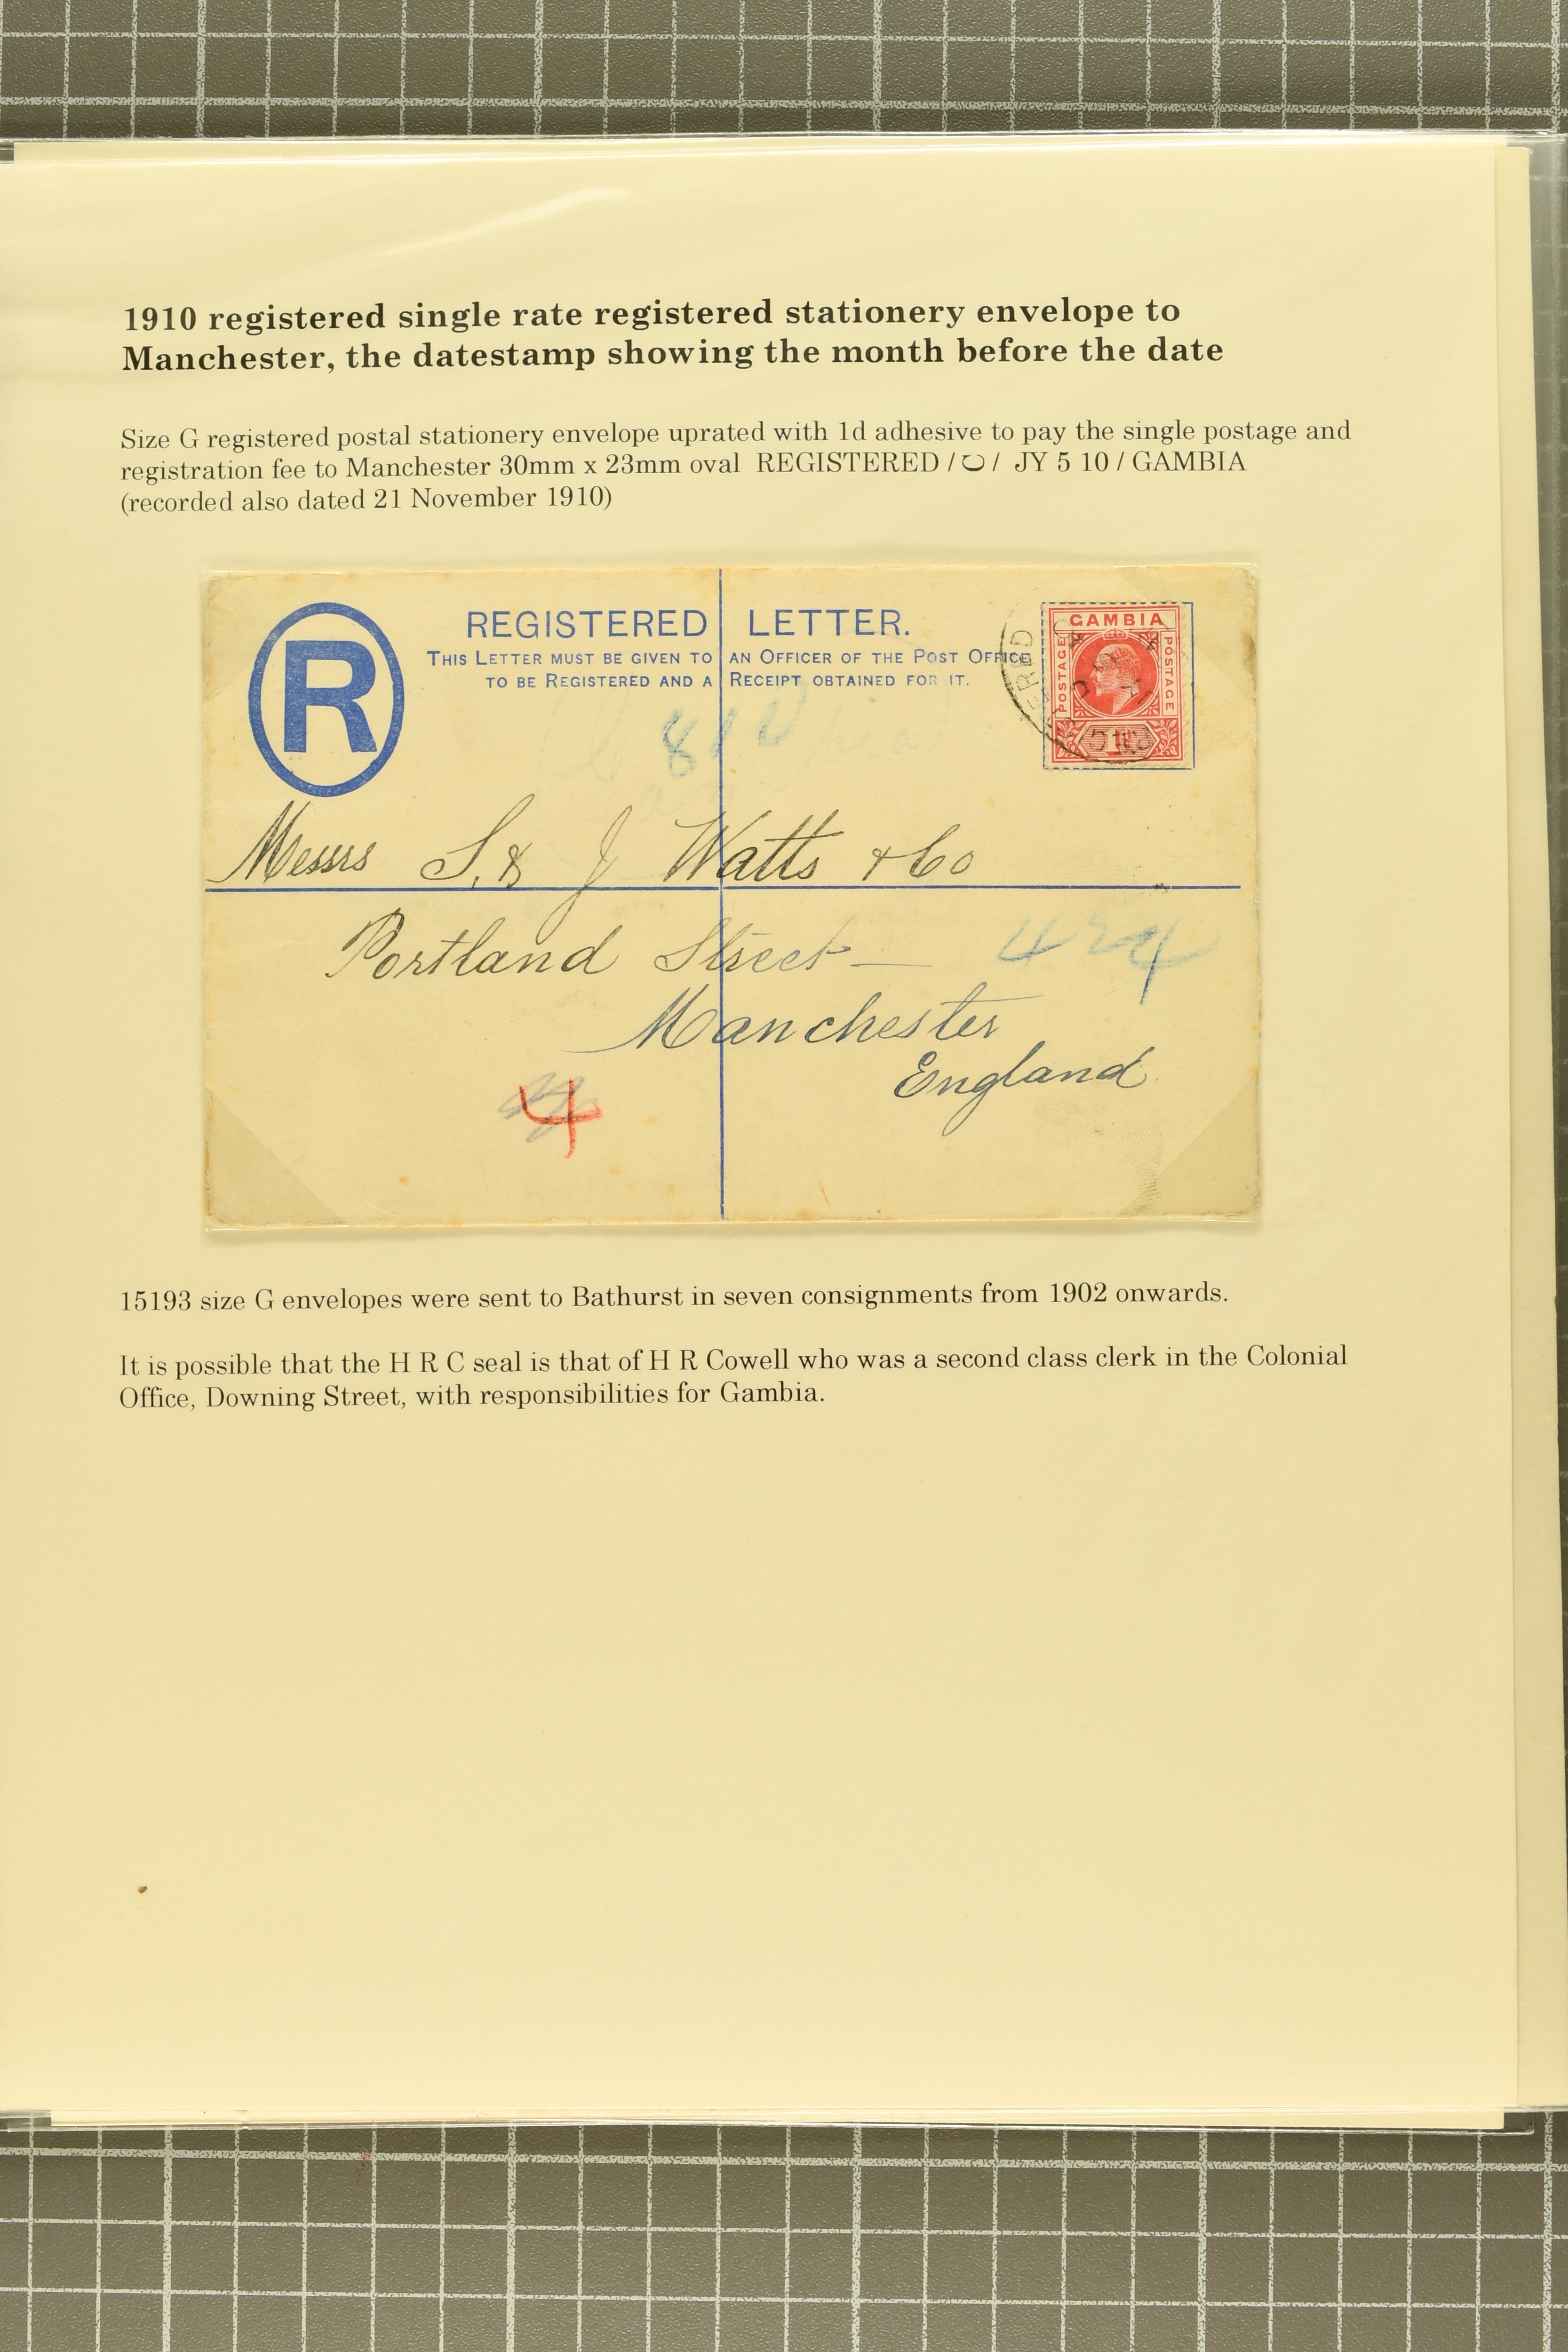 1910 registered single rate registered stationery envelope to
Manchester, the datestamp showing the month before the date
Size G registered postal stationery envelope uprated with 1d adhesive to pay the single postage and
registration fee to Manchester 30mm x 23mm oval REGISTERED / C / JY 5 10 / GAMBIA
(recorded also dated 21 November 1910)
R
REGISTERED LETTER.
THIS LETTER MUST BE GIVEN TO AN OFFICER OF THE POST OFFICE
TO BE REGISTERED AND A RECEIPT OBTAINED FOR IT.
GAMBIA
POSTAGE POSTAGE
Messrs S. & J Watts & Co
Portland Street
424
Manchester
England
4
15193 size G envelopes were sent to Bathurst in seven consignments from 1902 onwards.
It is possible that the H R C seal is that of H R Cowell who was a second class clerk in the Colonial
Office, Downing Street, with responsibilities for Gambia.